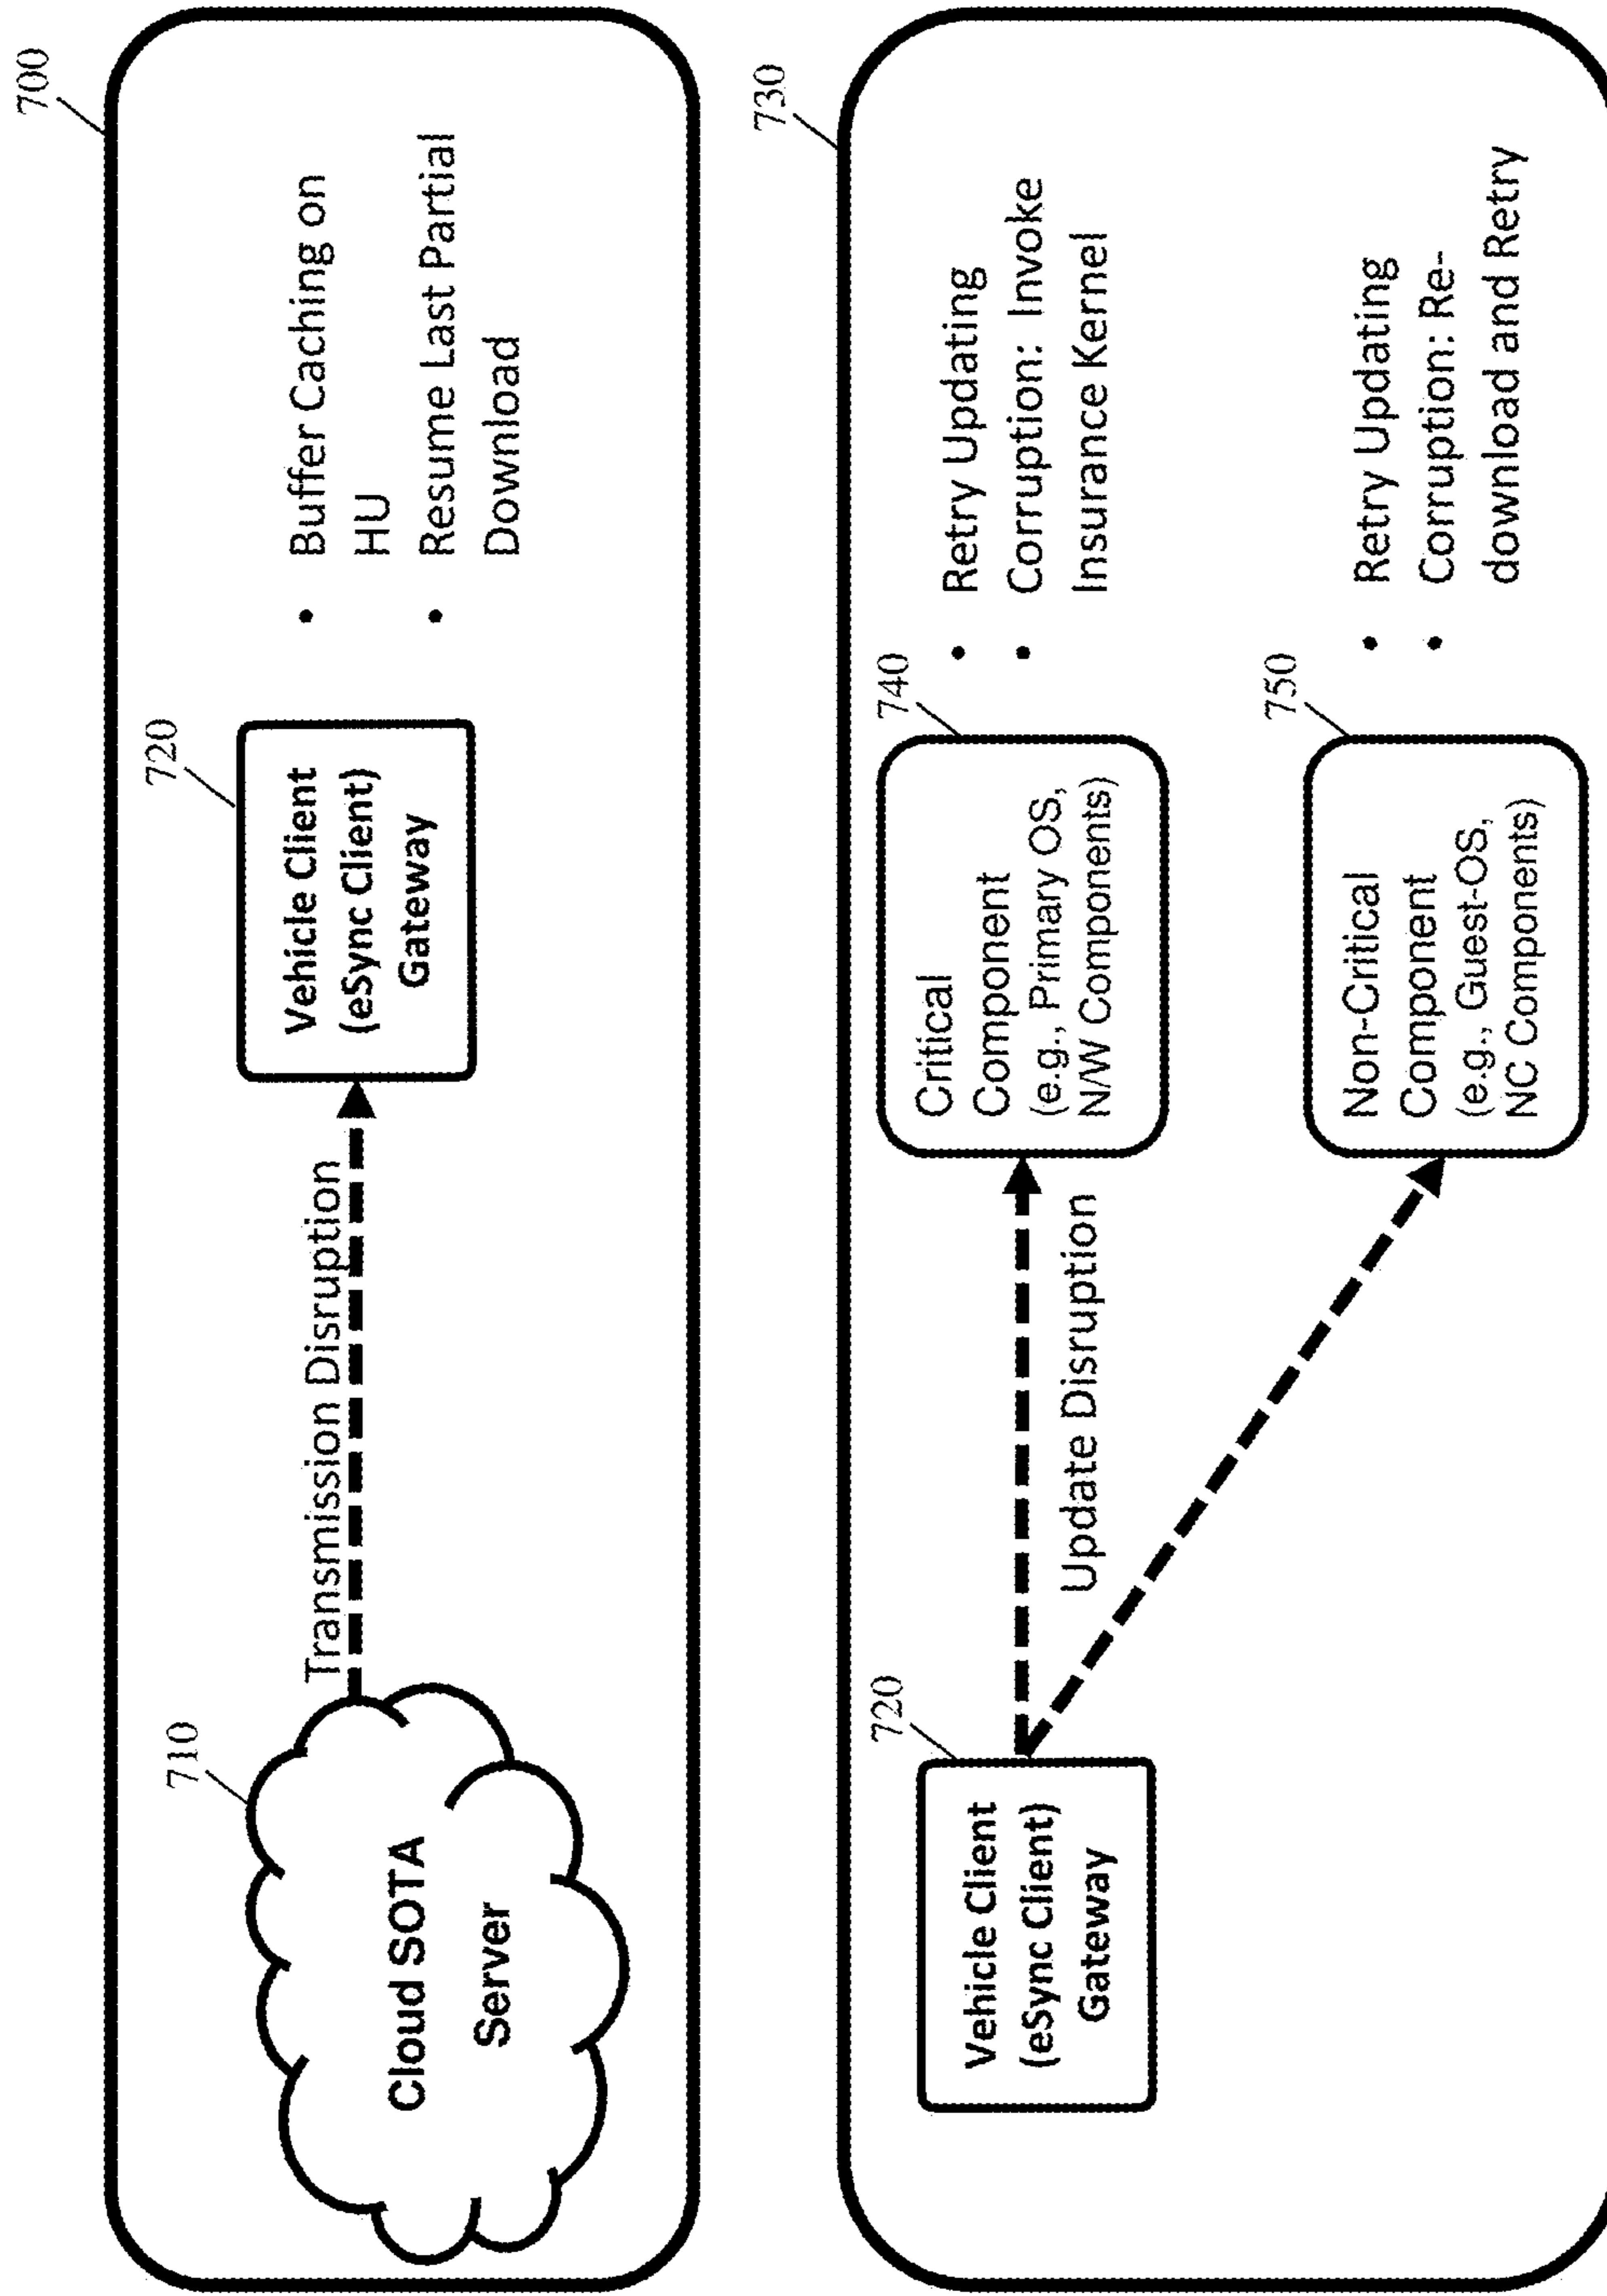 700
710
Cloud SOTA
Server
Transmission Disruption
720
Vehicle Client
(eSync Client)
Gateway
• Buffer Caching on
HU
• Resume Last Partial
Download
730
720
Vehicle Client
(eSync Client)
Gateway
Update Disruption
740
Critical
Component
(e.g., Primary OS,
N/W Components)
• Retry Updating
• Corruption: Invoke
Insurance Kernel
750
Non-Critical
Component
(e.g., Guest-OS,
NC Components)
• Retry Updating
• Corruption: Re-
download and Retry